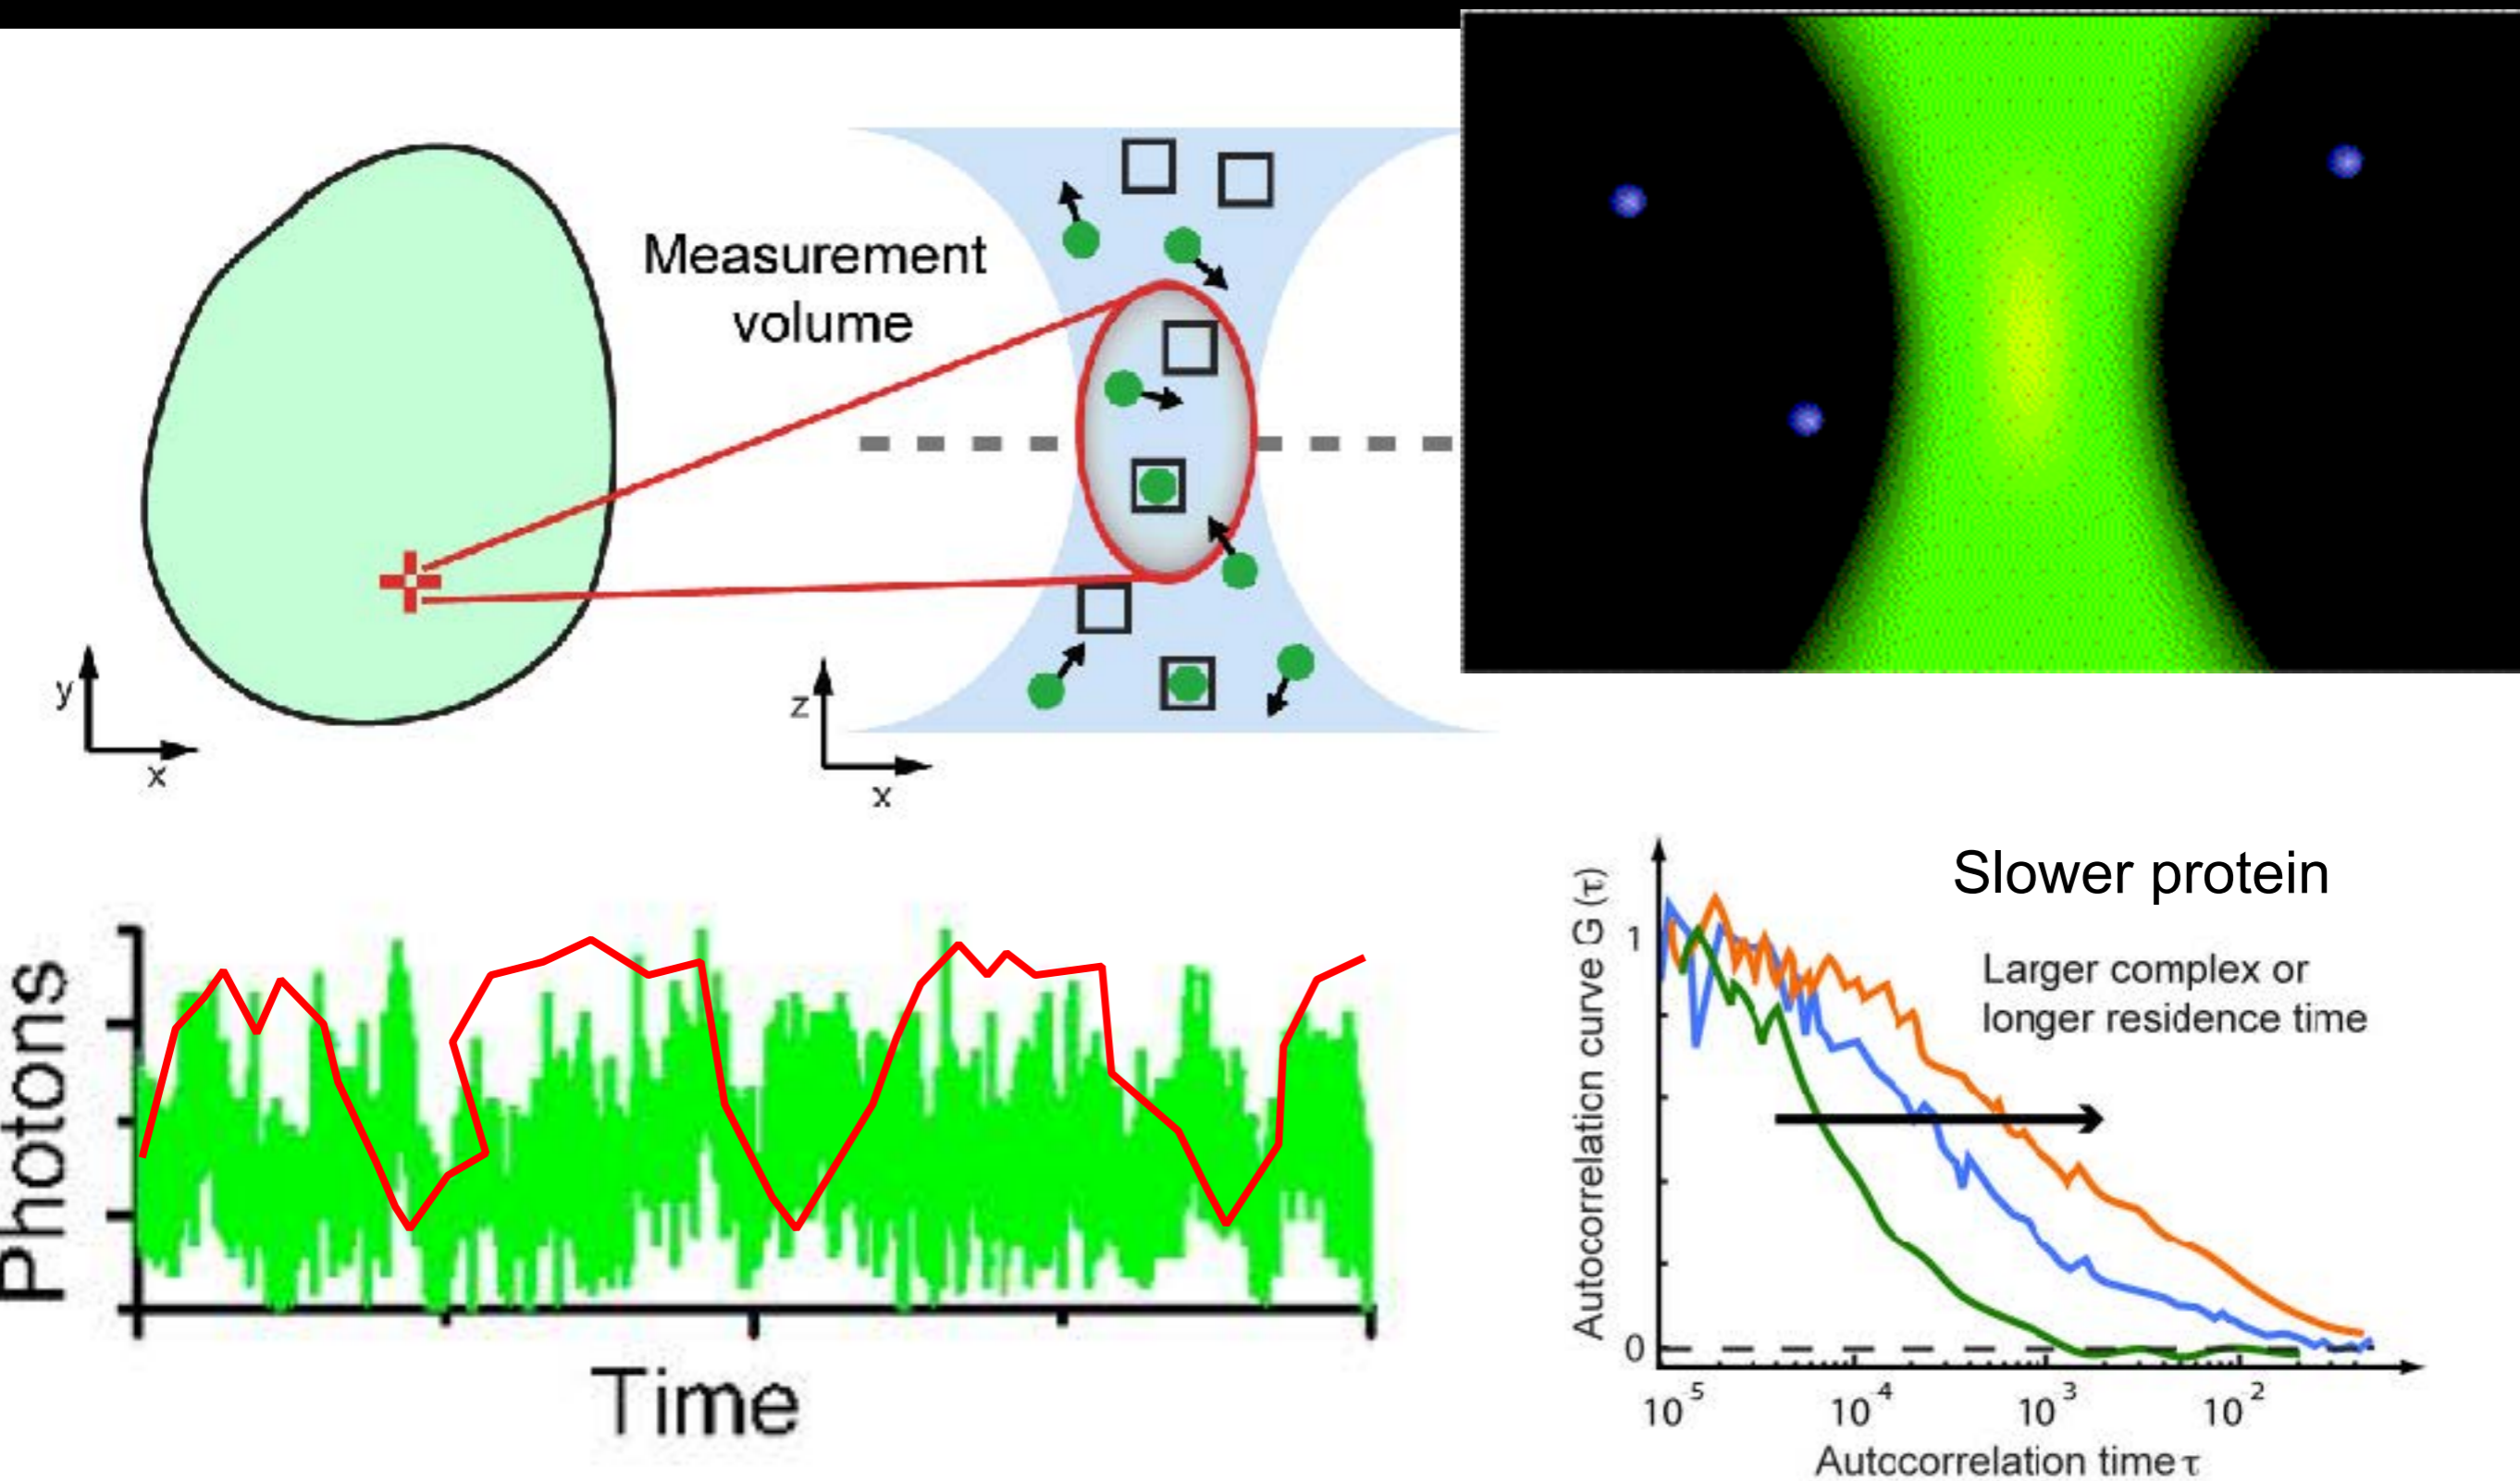 Measurement
volume
y
x
z
x
Photons
Time
Slower protein
Larger complex or
longer residence time
Autocorrelation curve G (τ)
1
0
10-5
10-4
10 3
10 2
Autocorrelation time τ